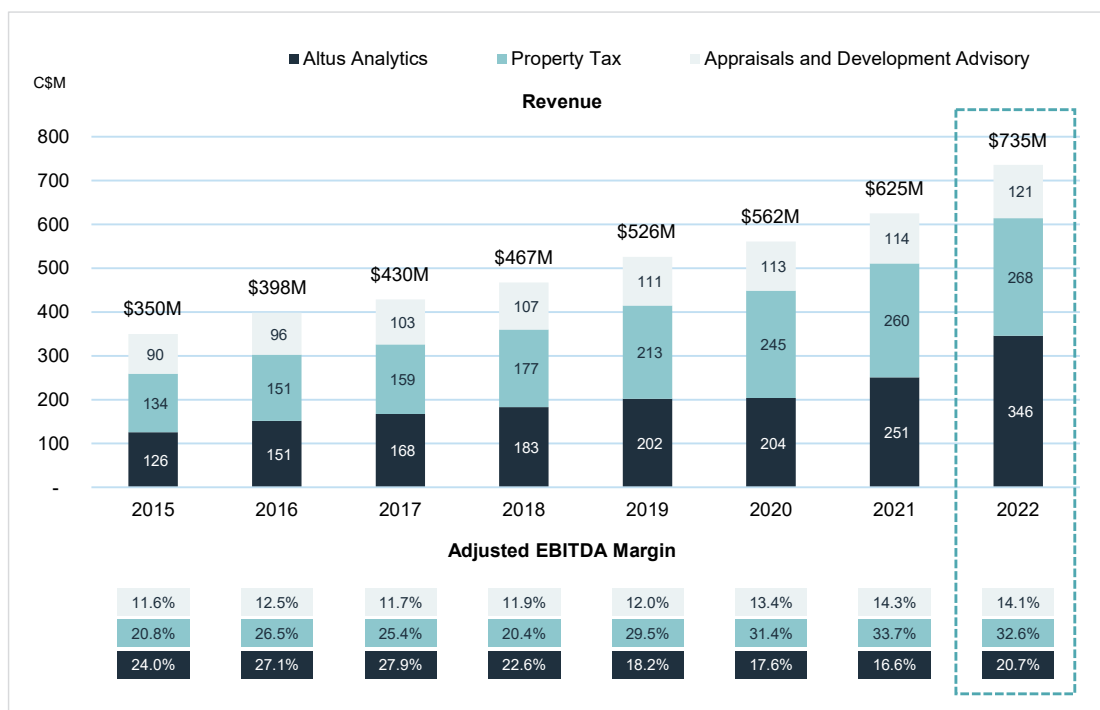 Altus Analytics Property Tax Appraisals and Development Advisory
C$M
Revenue
800
700
600
500
400
300
200
100
-
$350M $398M $430M $467M $526M $562M $625M $735M
90 96 103 107 111 113 114 121
134 151 159 177 213 245 260 268
126 151 168 183 202 204 251 346
2015 2016 2017 2018 2019 2020 2021 2022
Adjusted EBITDA Margin
11.6% 12.5% 11.7% 11.9% 12.0% 13.4% 14.3% 14.1%
20.8% 26.5% 25.4% 20.4% 29.5% 31.4% 33.7% 32.6%
24.0% 27.1% 27.9% 22.6% 18.2% 17.6% 16.6% 20.7%